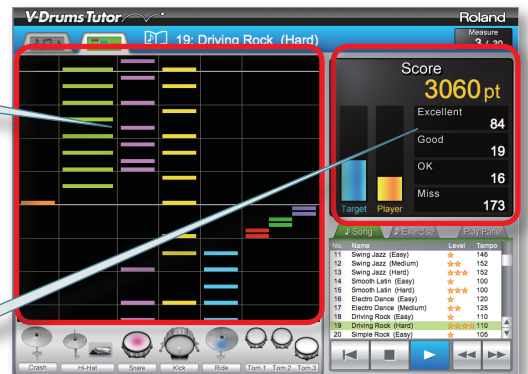 V-Drums Tutor
Roland
19: Driving Rock (Hard)
Measure
3 / 20
Score
3060 pt
Excellent
84
Good
19
OK
16
Miss
173
Target Player
Song Exercise Play Pane
No. Name Level Tempo
11 Swing Jazz (Easy) 146
12 Swing Jazz (Medium) 152
13 Swing Jazz (Hard) 152
14 Smooth Latin (Easy) 100
15 Smooth Latin (Hard) 100
16 Electro Dance (Easy) 120
17 Electro Dance (Medium) 125
18 Driving Rock (Easy) 110
19 Driving Rock (Hard) 110
20 Simple Rock (Easy) 105
Crash Hi-Hat Snare Kick Ride Tom 1 Tom 2 Tom 3